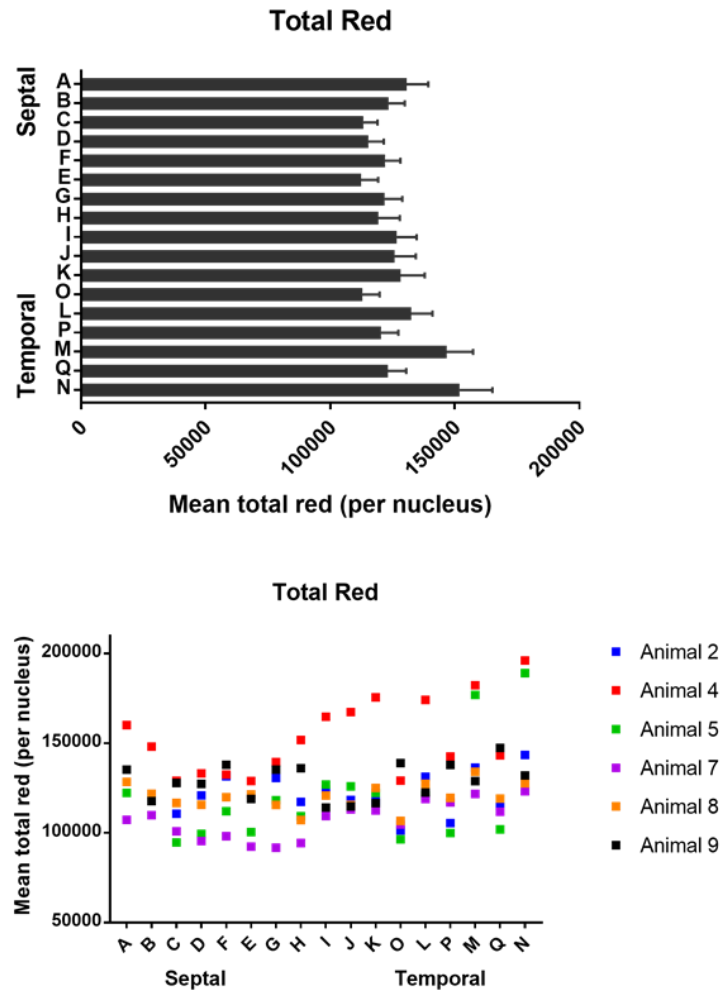 Total Red
Septal
Temporal
A
B
C
D
F
E
G
H
I
J
K
O
L
P
M
Q
N
0
50000
100000
150000
200000
Mean total red (per nucleus)
Total Red
Mean total red (per nucleus)
200000
150000
100000
50000
A B C D F E G H I J K O L P M Q N
Septal Temporal
Animal 2
Animal 4
Animal 5
Animal 7
Animal 8
Animal 9